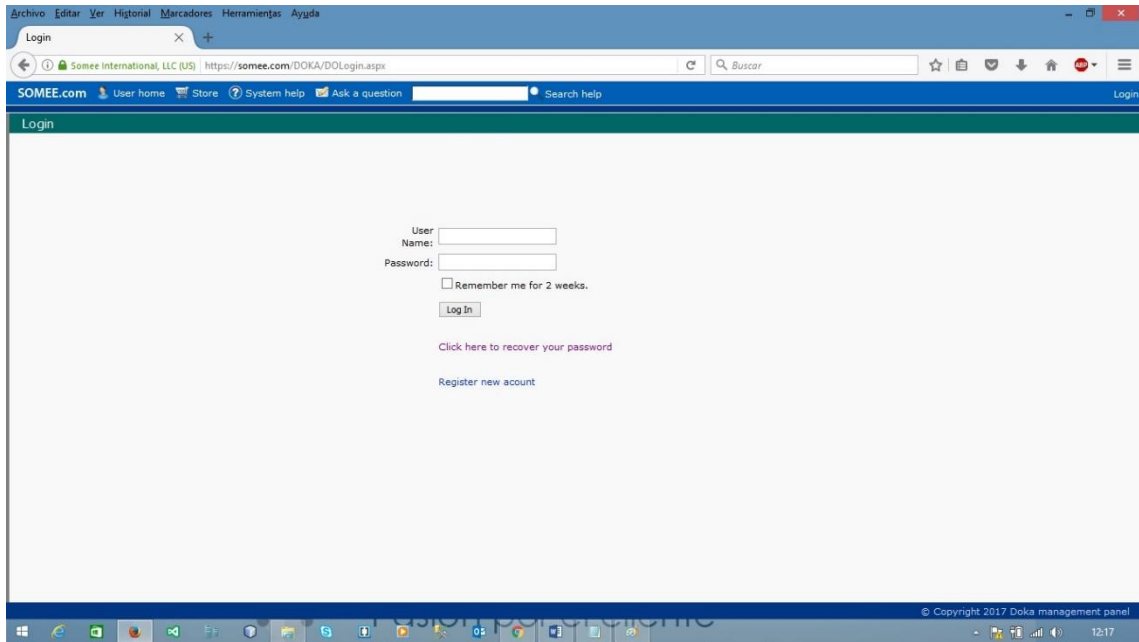 Archivo Editar Ver Historial Marcadores Herramientas Ayuda
Login
Somee International, LLC (US) https://somee.com/DOKA/DOLogin.aspx Buscar
SOMEE.com User home Store System help Ask a question Search help Login
Login
User
Name:
Password:
Remember me for 2 weeks.
Log In
Click here to recover your password
Register new acount
© Copyright 2017 Doka management panel
12:17